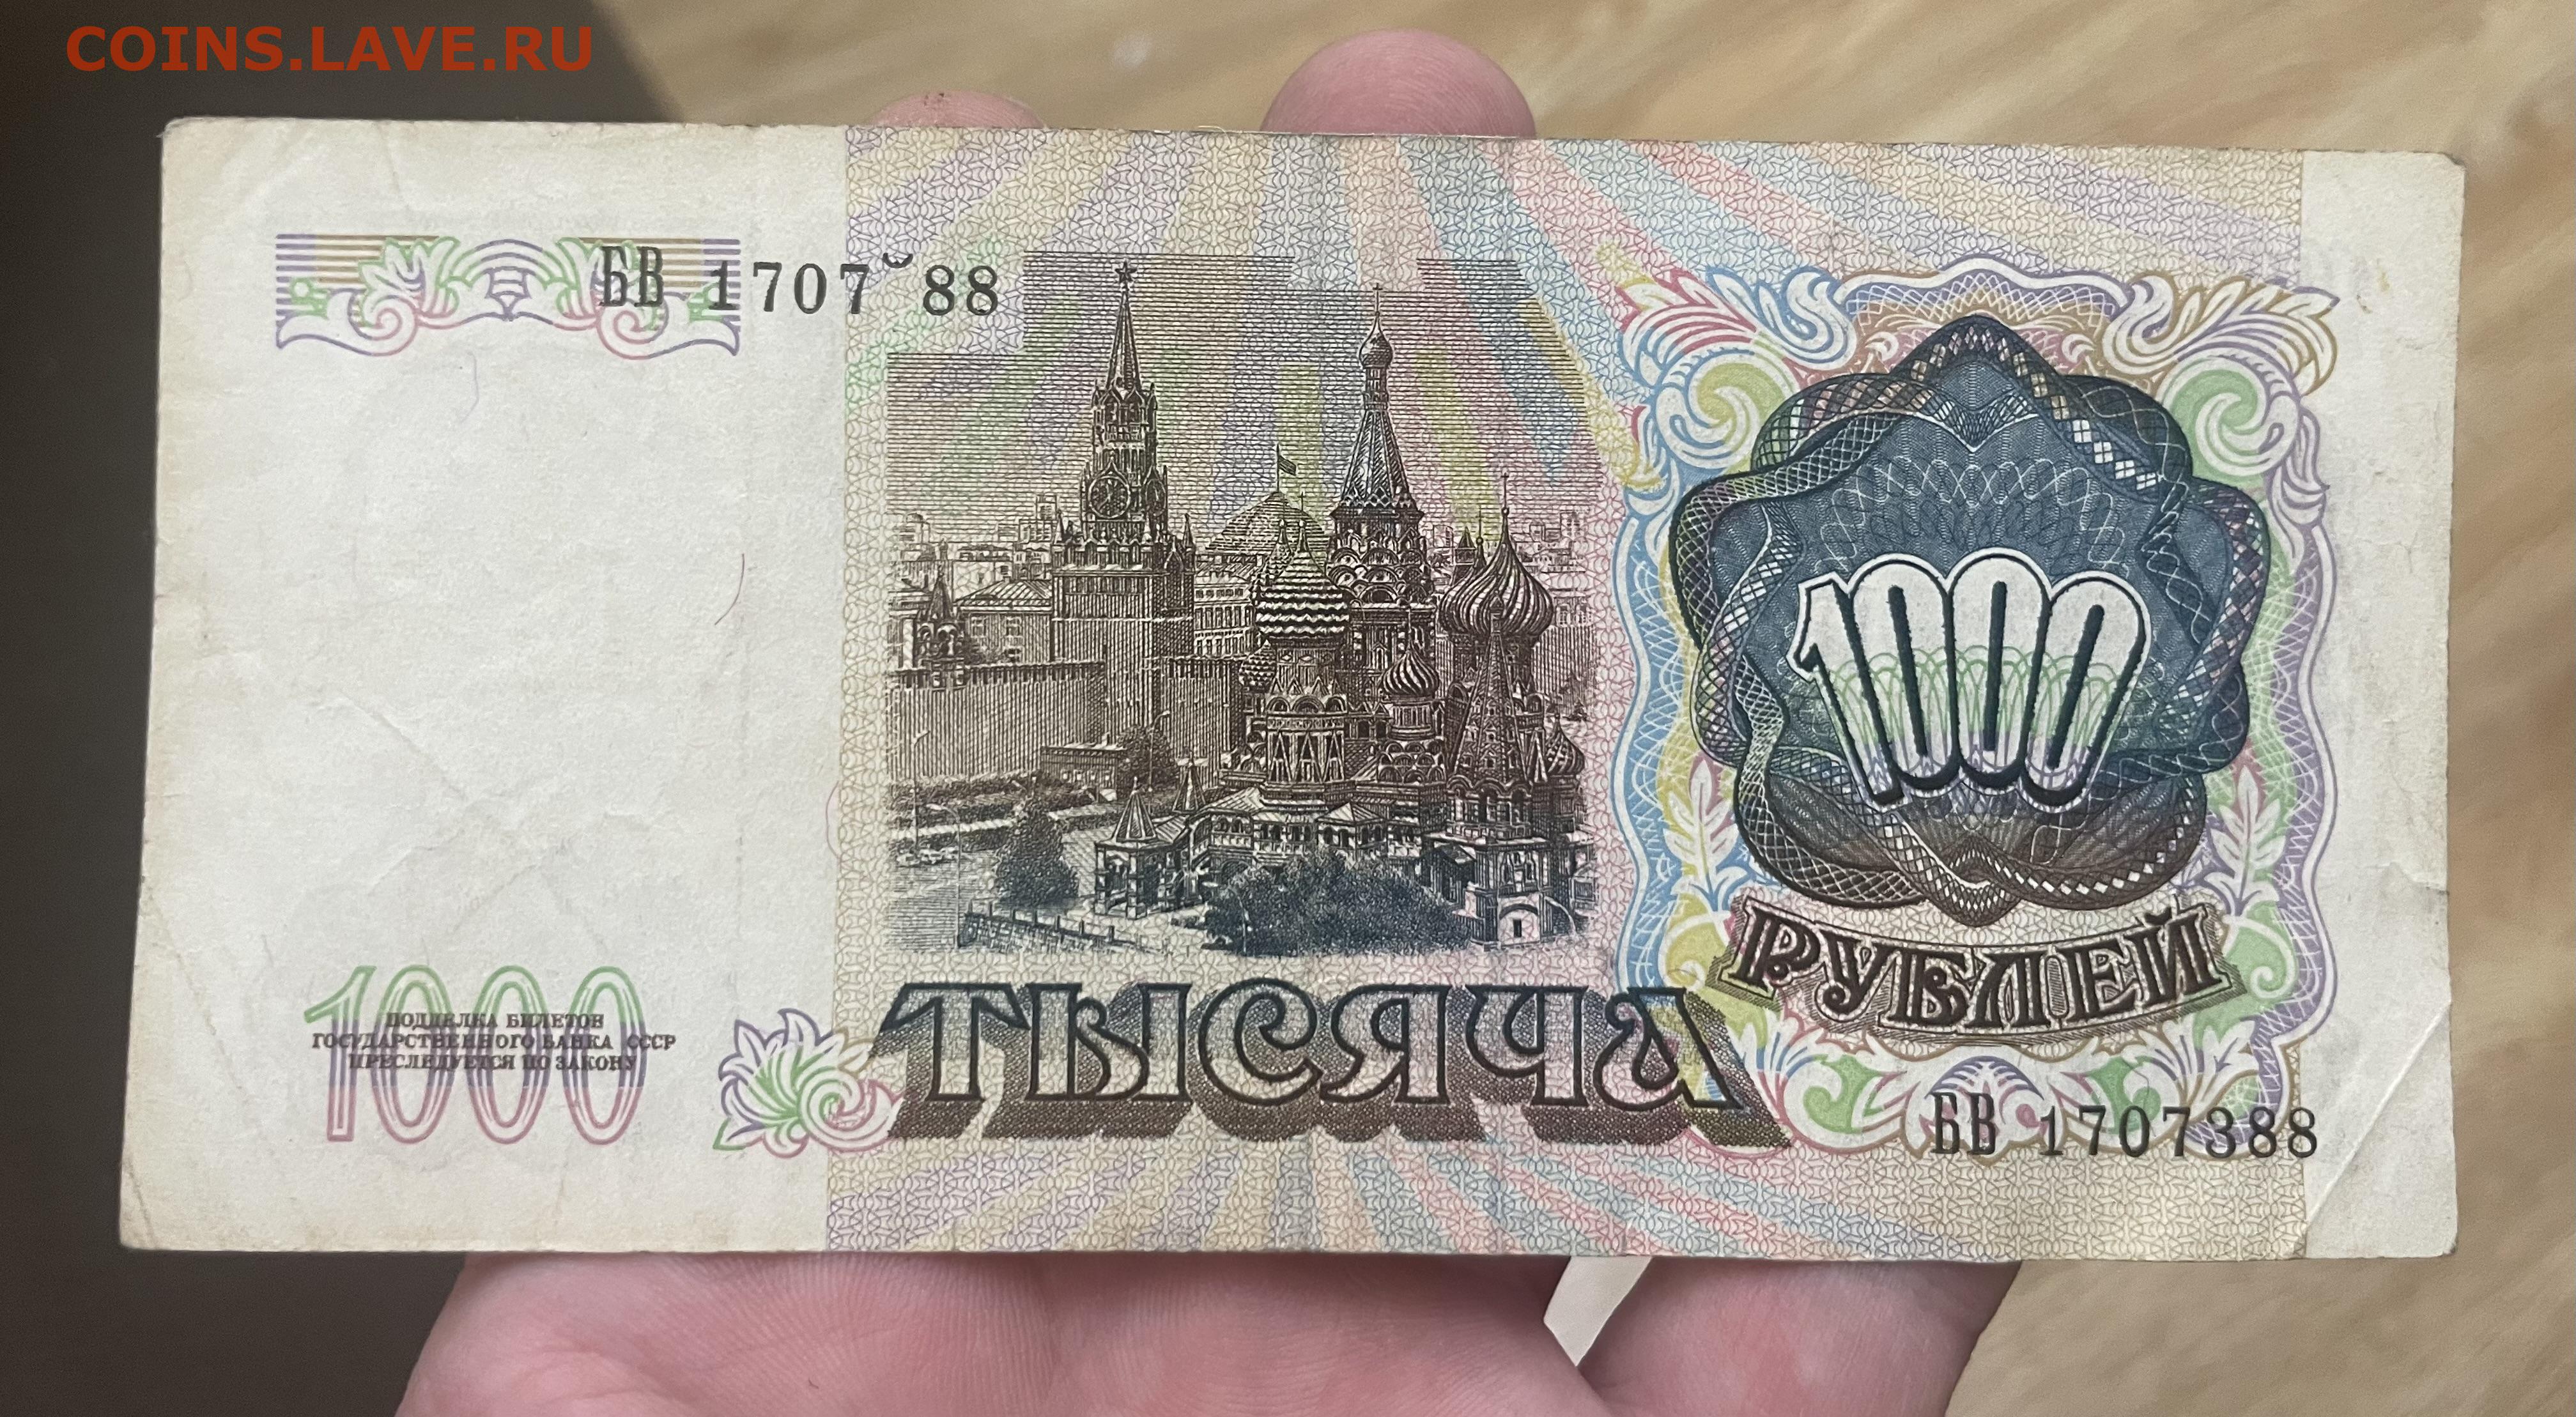 COINS.LAVE.RU
БВ 1707 88
1000
РУБЛЕЙ
ТЫСЯЧА
1000
ПОДДЕЛКА БИЛЕТОВ
ГОСУДАРСТВЕННОГО БАНКА СССР
ПРЕСЛЕДУЕТСЯ ПО ЗАКОНУ
БВ 1707388